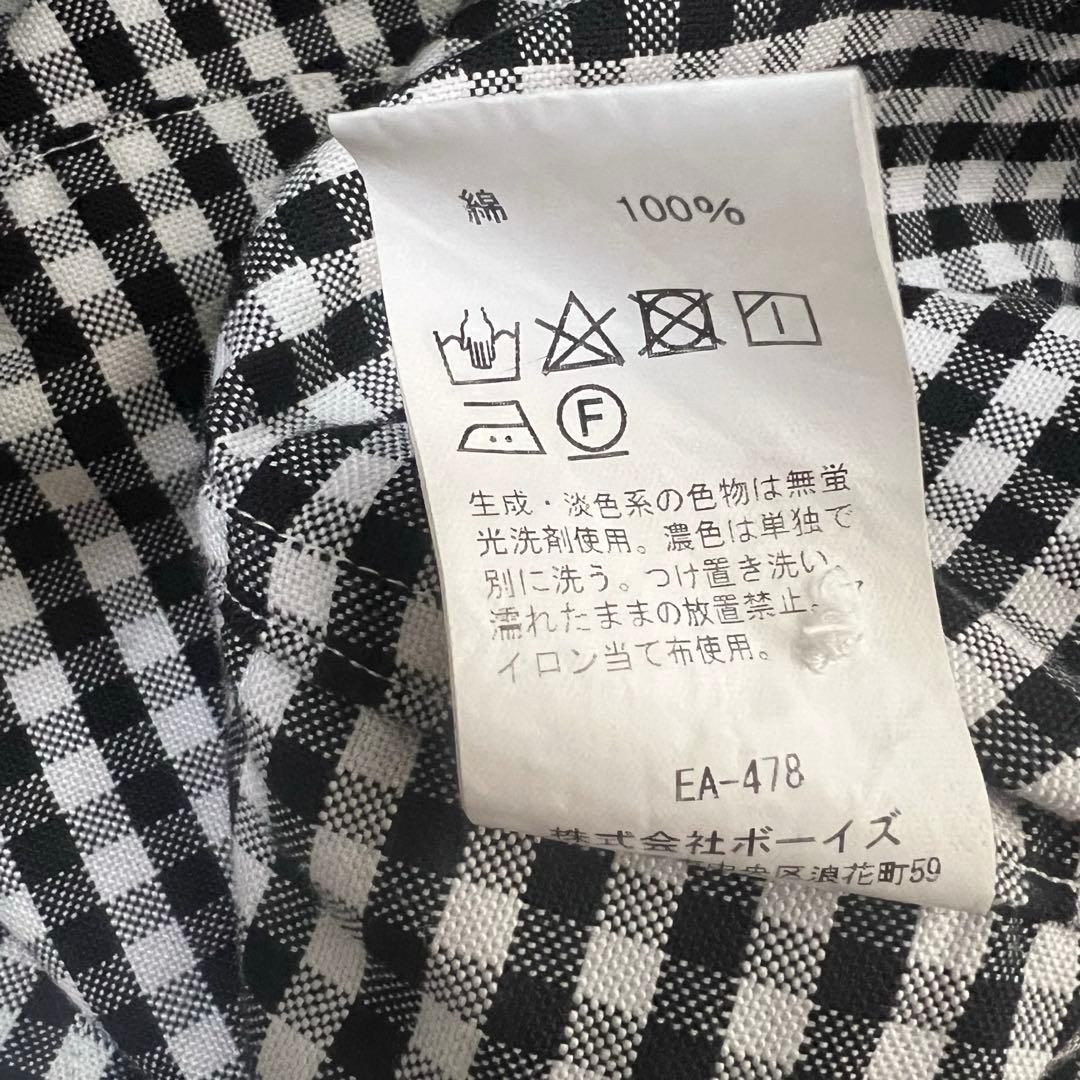 綿 100%
F
生成・淡色系の色物は無蛍
光洗剤使用。濃色は単独で
別に洗う。つけ置き洗い、
濡れたままの放置禁止。
イロン当て布使用。
EA-478
株式会社ボーイズ
区浪花町59